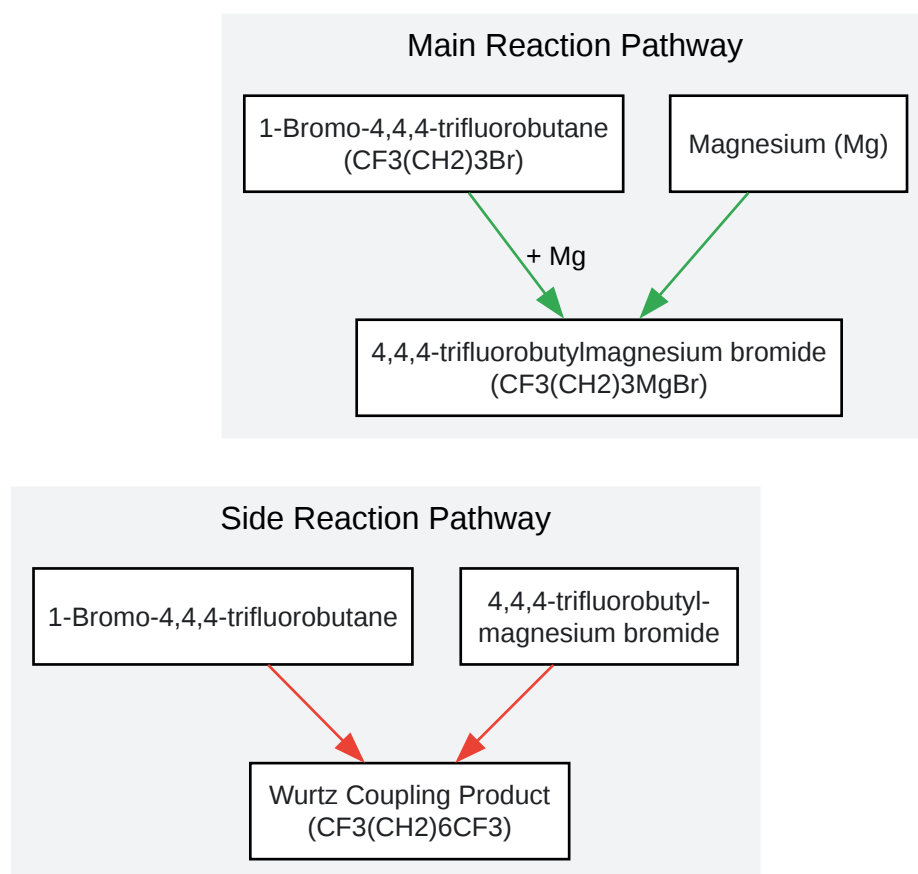 Main Reaction Pathway
1-Bromo-4,4,4-trifluorobutane
(CF3(CH2)3Br)
Magnesium (Mg)
+ Mg
4,4,4-trifluorobutylmagnesium bromide
(CF3(CH2)3MgBr)
Side Reaction Pathway
1-Bromo-4,4,4-trifluorobutane
4,4,4-trifluorobutyl-
magnesium bromide
Wurtz Coupling Product
(CF3(CH2)6CF3)